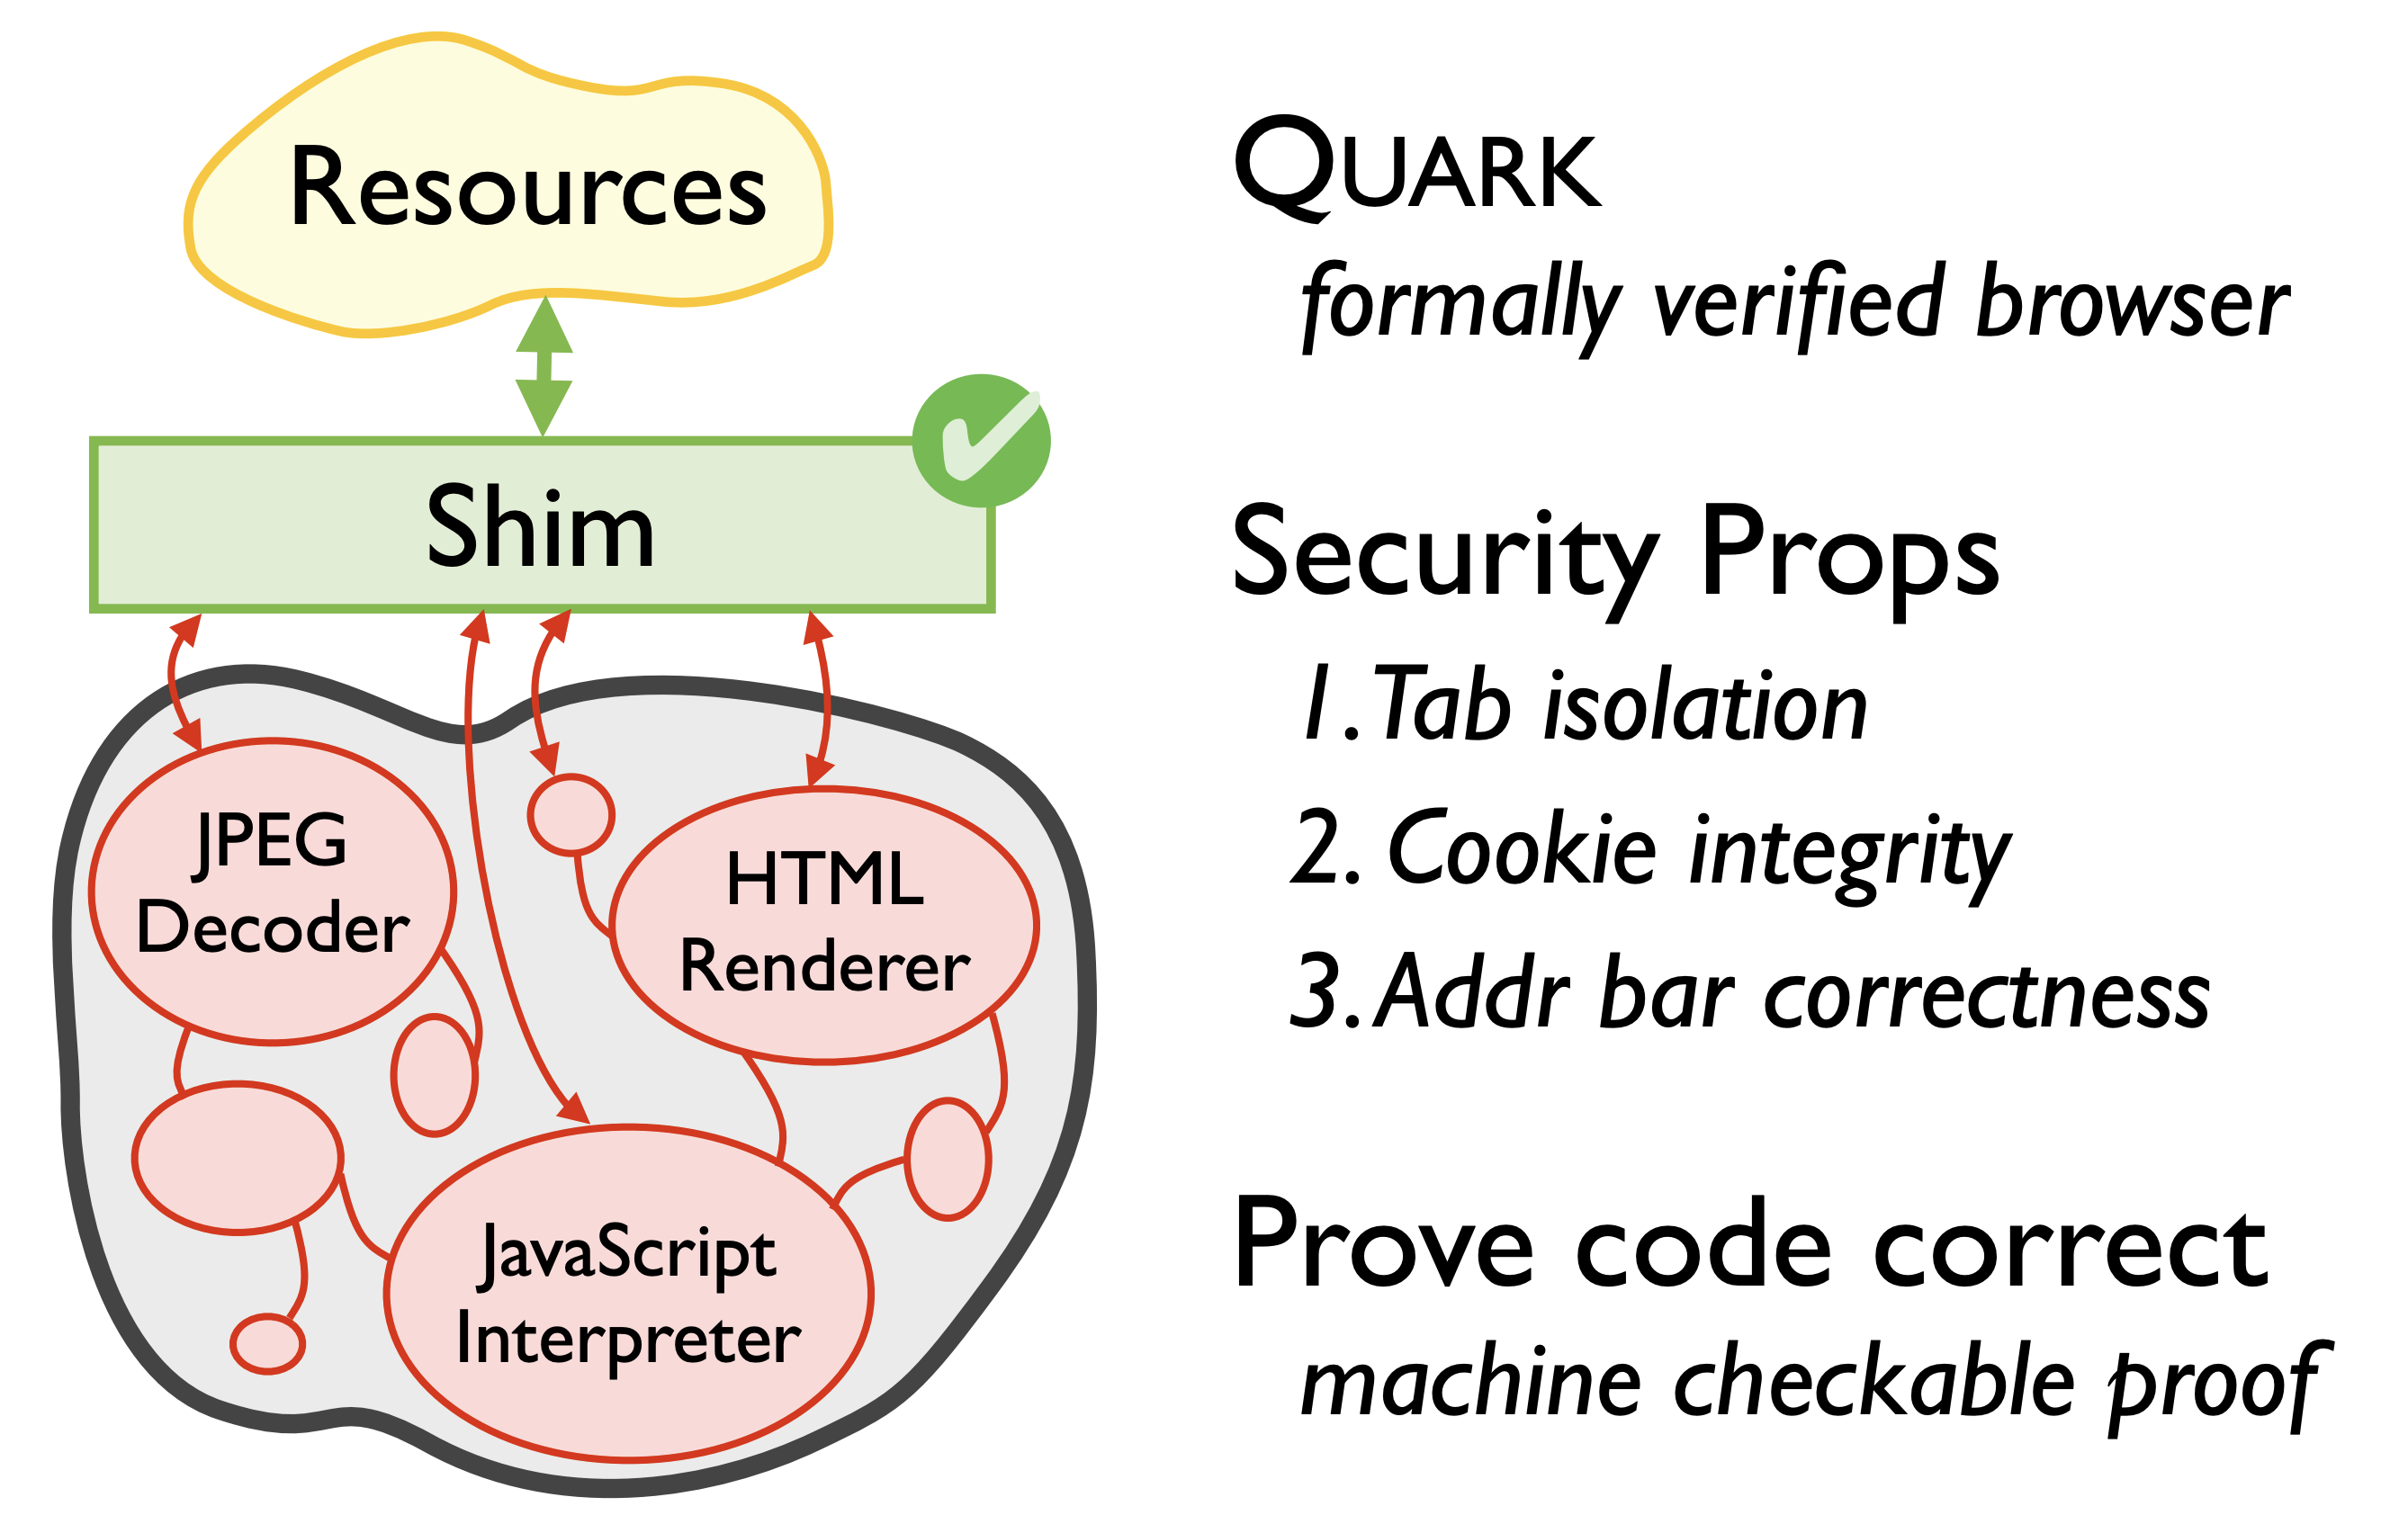 Resources
Shim
JPEG
Decoder
HTML
Renderer
JavaScript
Interpreter
QUARK
formally verified browser
Security Props
1. Tab isolation
2. Cookie integrity
3. Addr bar correctness
Prove code correct
machine checkable proof